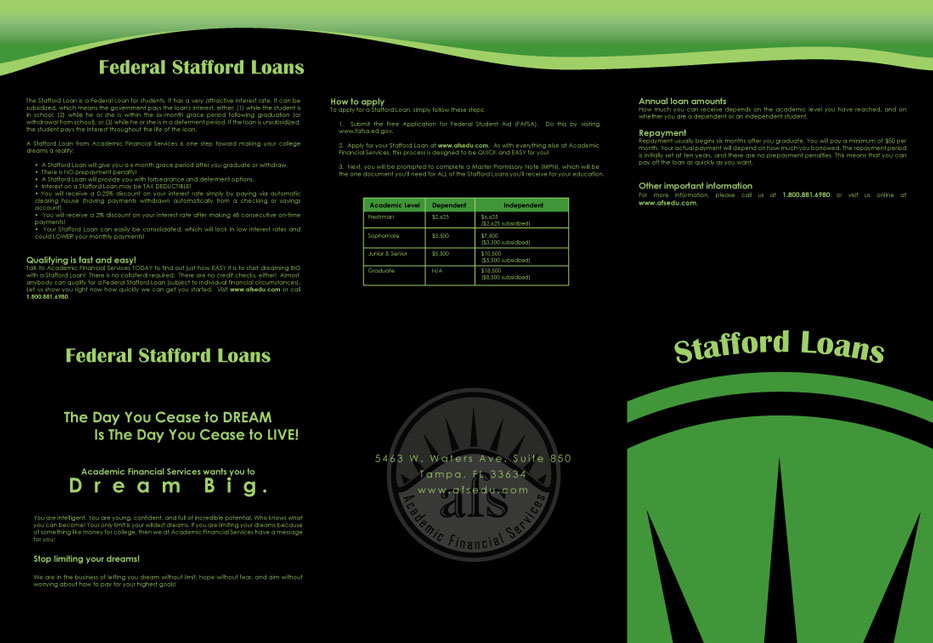 Federal Stafford Loans
The Stafford Loan is a Federal Loan for students. It has a very attractive interest rate. It can be
subsidized, which means the government pays the loan's interest, either: (1) while the student is
in school; (2) while he or she is within the six-month grace period following graduation (or
withdrawal from school); or (3) while he or she is in a deferment period. If the loan is unsubsidized,
the student pays the interest throughout the life of the loan.
A Stafford Loan from Academic Financial Services is one step toward making your college
dreams a reality:
• A Stafford Loan will give you a 6-month grace period after you graduate or withdraw.
• There is NO prepayment penalty!
• A Stafford Loan will provide you with forbearance and deferment options.
• Interest on a Stafford Loan may be TAX DEDUCTIBLE!
• You will receive a 0.25% discount on your interest rate simply by paying via automatic
clearing house (having payments withdrawn automatically from a checking or savings
account).
• You will receive a 2% discount on your interest rate after making 48 consecutive on-time
payments!
• Your Stafford Loan can easily be consolidated, which will lock in low interest rates and
could LOWER your monthly payments!
Qualifying is fast and easy!
Talk to Academic Financial Services TODAY to find out just how EASY it is to start dreaming BIG
with a Stafford Loan! There is no collateral required. There are no credit checks, either! Almost
anybody can qualify for a Federal Stafford Loan (subject to individual financial circumstances).
Let us show you right now how quickly we can get you started. Visit www.afsedu.com or call
1.800.881.6980.
How to apply
To apply for a Stafford Loan, simply follow these steps:
1. Submit the Free Application for Federal Student Aid (FAFSA). Do this by visiting
www.fafsa.ed.gov.
2. Apply for your Stafford Loan at www.afsedu.com. As with everything else at Academic
Financial Services, this process is designed to be QUICK and EASY for you!
3. Next, you will be prompted to complete a Master Promissory Note (MPN), which will be
the one document you'll need for ALL of the Stafford Loans you'll receive for your education.
Academic Level Dependent Independent
Freshman $2,625 $6,625
($2,625 subsidized)
Sophomore $3,500 $7,500
($3,500 subsidized)
Junior & Senior $5,500 $10,500
($5,500 subsidized)
Graduate N/A $18,500
($8,500 subsidized)
Annual loan amounts
How much you can receive depends on the academic level you have reached, and on
whether you are a dependent or an independent student.
Repayment
Repayment usually begins six months after you graduate. You will pay a minimum of $50 per
month. Your actual payment will depend on how much you borrowed. The repayment period
is initially set at ten years, and there are no prepayment penalties. This means that you can
pay off the loan as quickly as you want.
Other important information
For more information, please call us at 1.800.881.6980 or visit us online at
www.afsedu.com.
Federal Stafford Loans
The Day You Cease to DREAM
Is The Day You Cease to LIVE!
Academic Financial Services wants you to
Dream Big.
You are intelligent. You are young, confident, and full of incredible potential. Who knows what
you can become! Your only limit is your wildest dreams. If you are limiting your dreams because
of something like money for college, then we at Academic Financial Services have a message
for you:
Stop limiting your dreams!
We are in the business of letting you dream without limit, hope without fear, and aim without
worrying about how to pay for your highest goals!
5463 W. Waters Ave. Suite 850
Tampa, FL 33634
www.afsedu.com
afs
Academic Financial Services
Stafford Loans